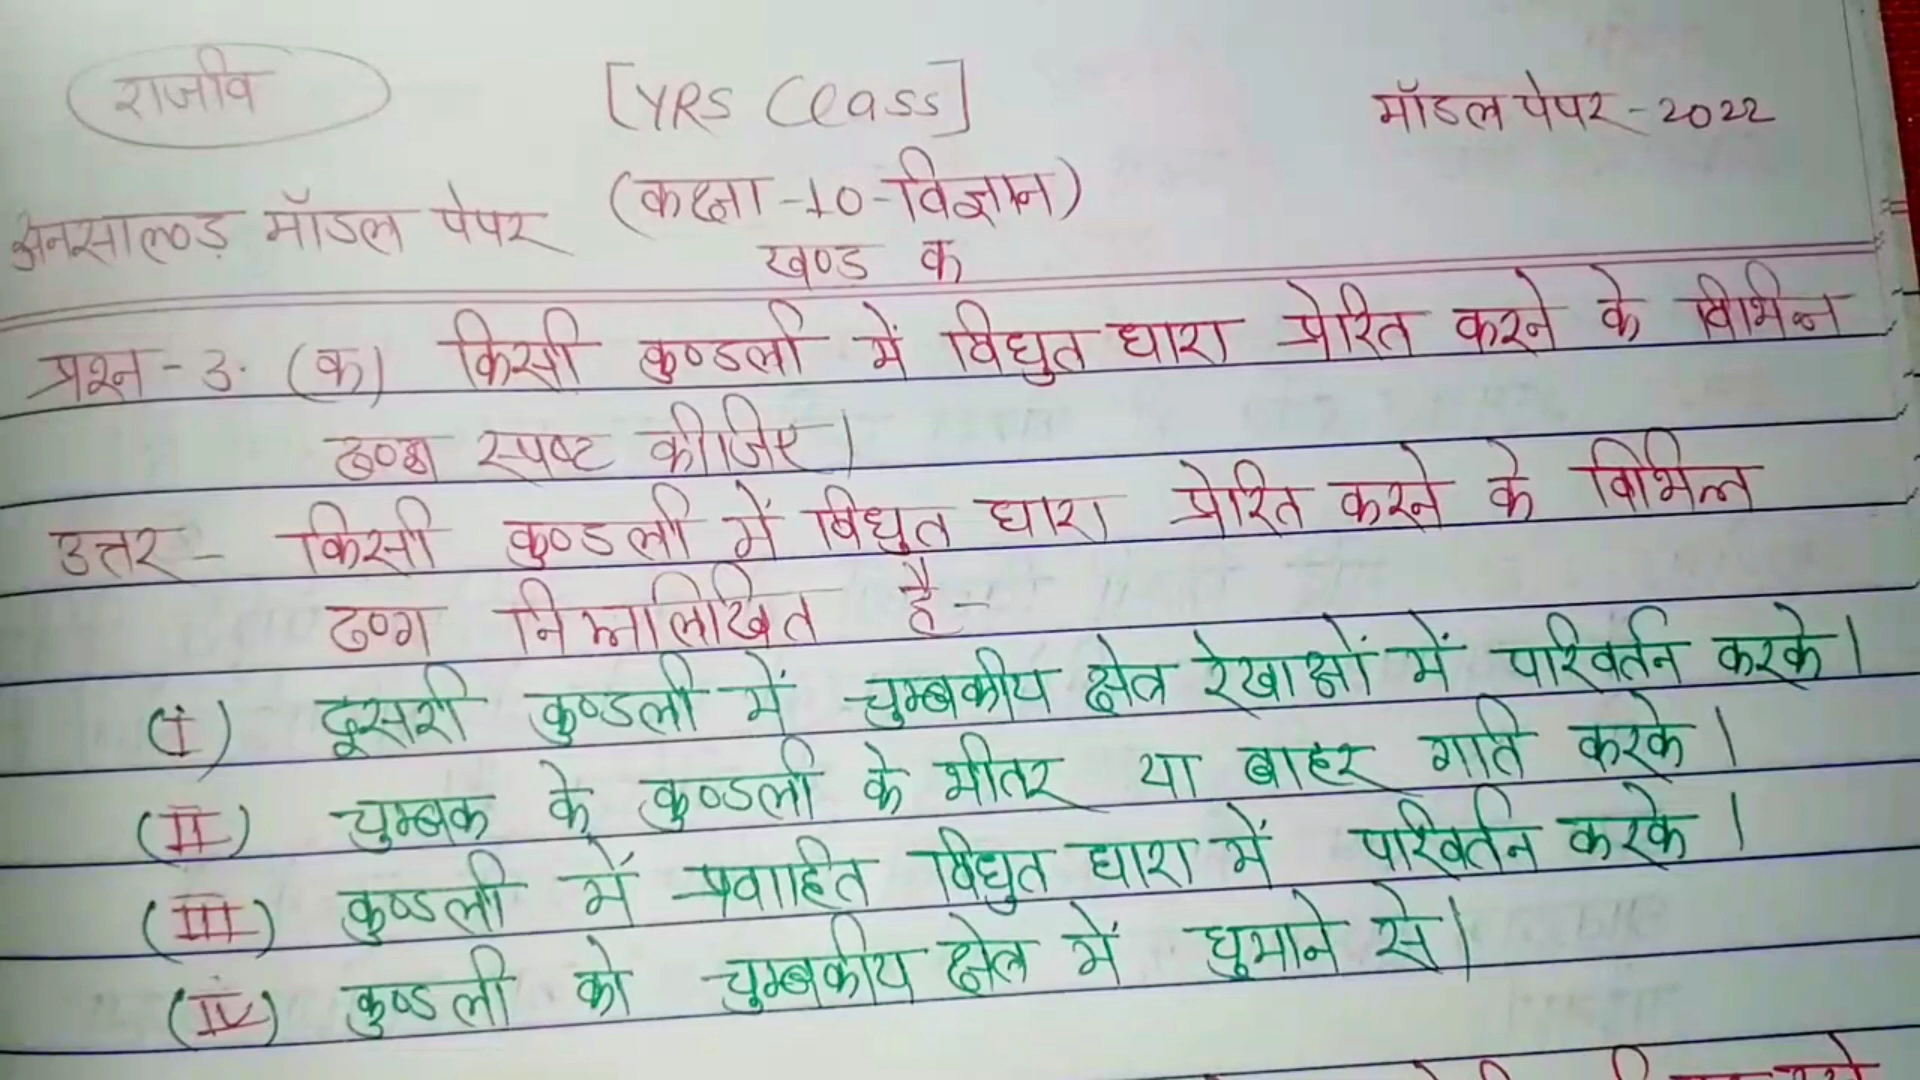 राजीव [YRS Class] मॉडल पेपर-2022
(कक्षा-10-विज्ञान)
अनसाल्वड़ मॉडल पेपर
खण्ड क
प्रश्न-3. (क) किसी कुण्डली में विधुत धारा प्रेरित करने के विभिन्न
ढण्ग स्पष्ट कीजिए।
उत्तर- किसी कुण्डली में विधुत धारा प्रेरित करने के विभिन्न
ढण्ग निम्नलिखित है-
(I) दूसरी कुण्डली में चुम्बकीय क्षेत्र रेखाओं में परिवर्तन करके।
(II) चुम्बक के कुण्डली के भीतर या बाहर गति करके।
(III) कुण्डली में प्रवाहित विधुत धारा में परिवर्तन करके।
(IV) कुण्डली को चुम्बकीय क्षेत्र में घुमाने से।